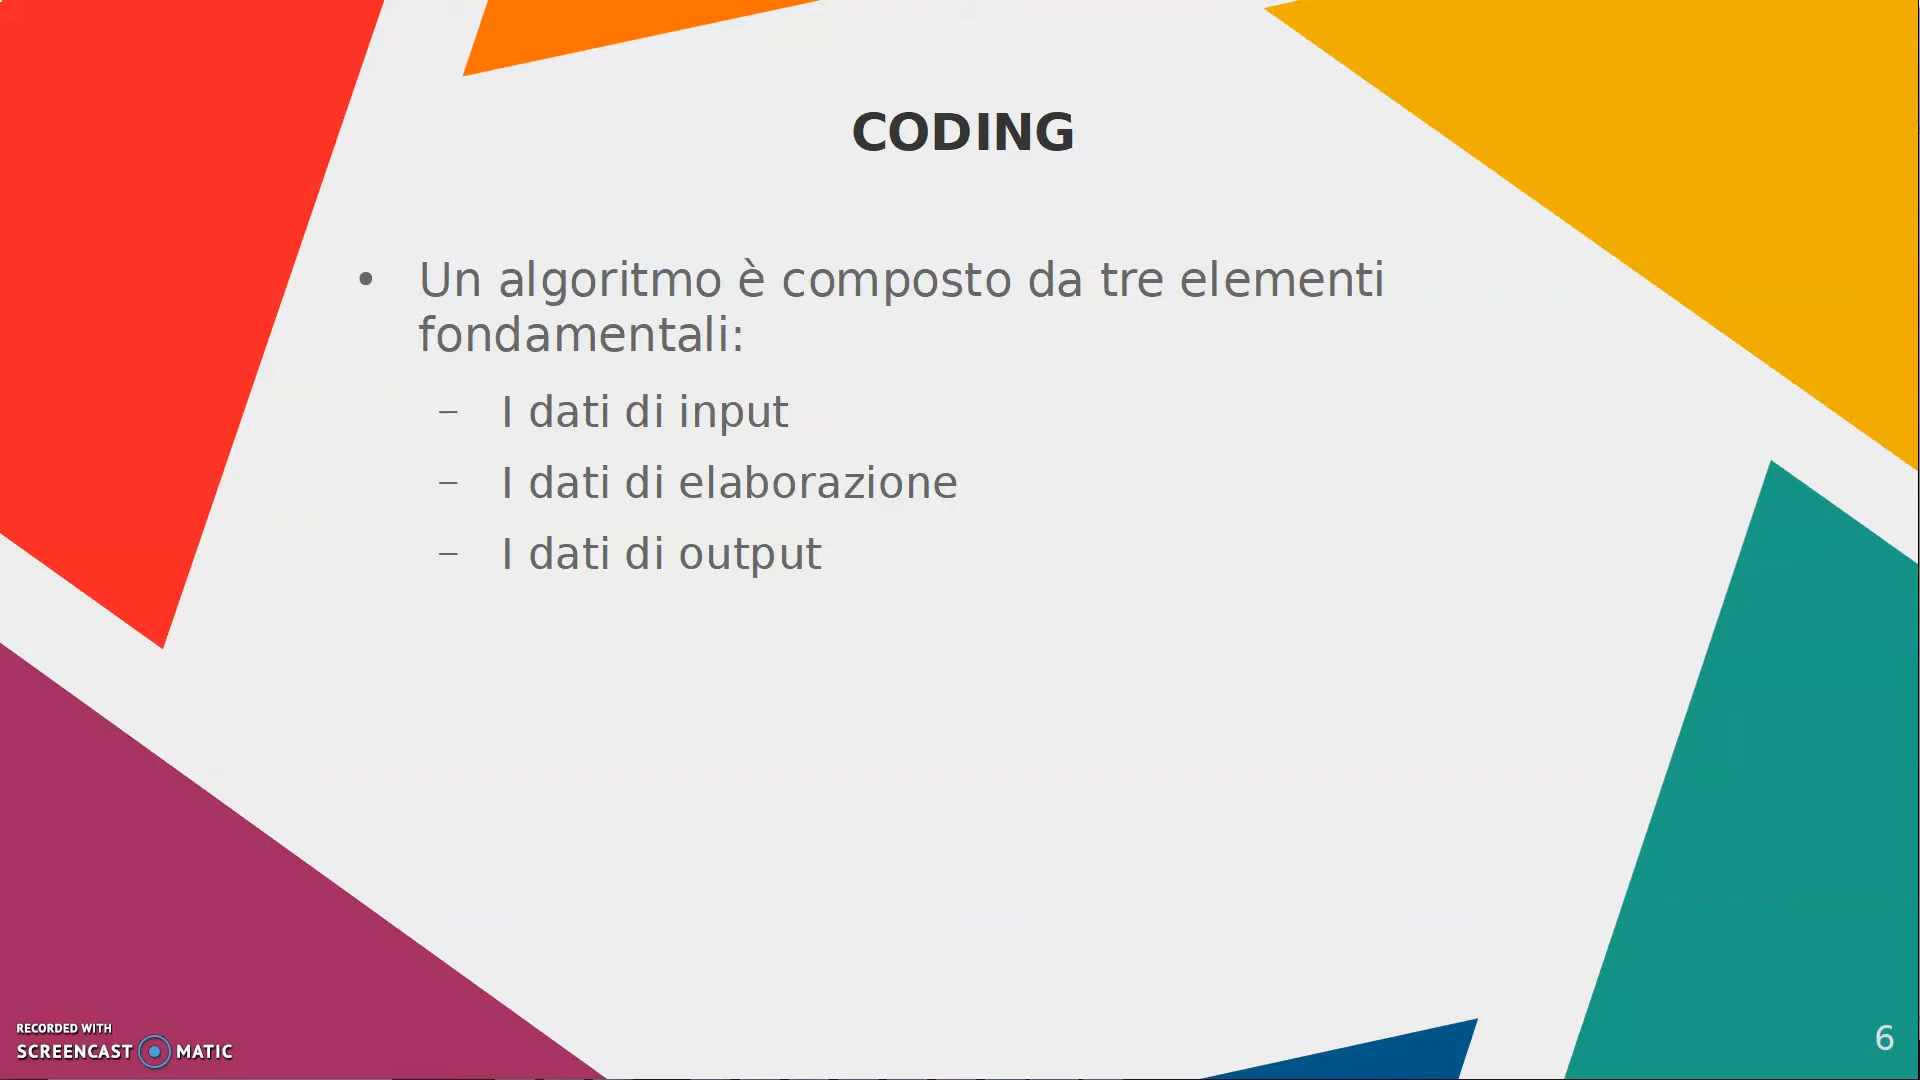 CODING
• Un algoritmo è composto da tre elementi
fondamentali:
– I dati di input
– I dati di elaborazione
– I dati di output
RECORDED WITH
SCREENCAST MATIC
6